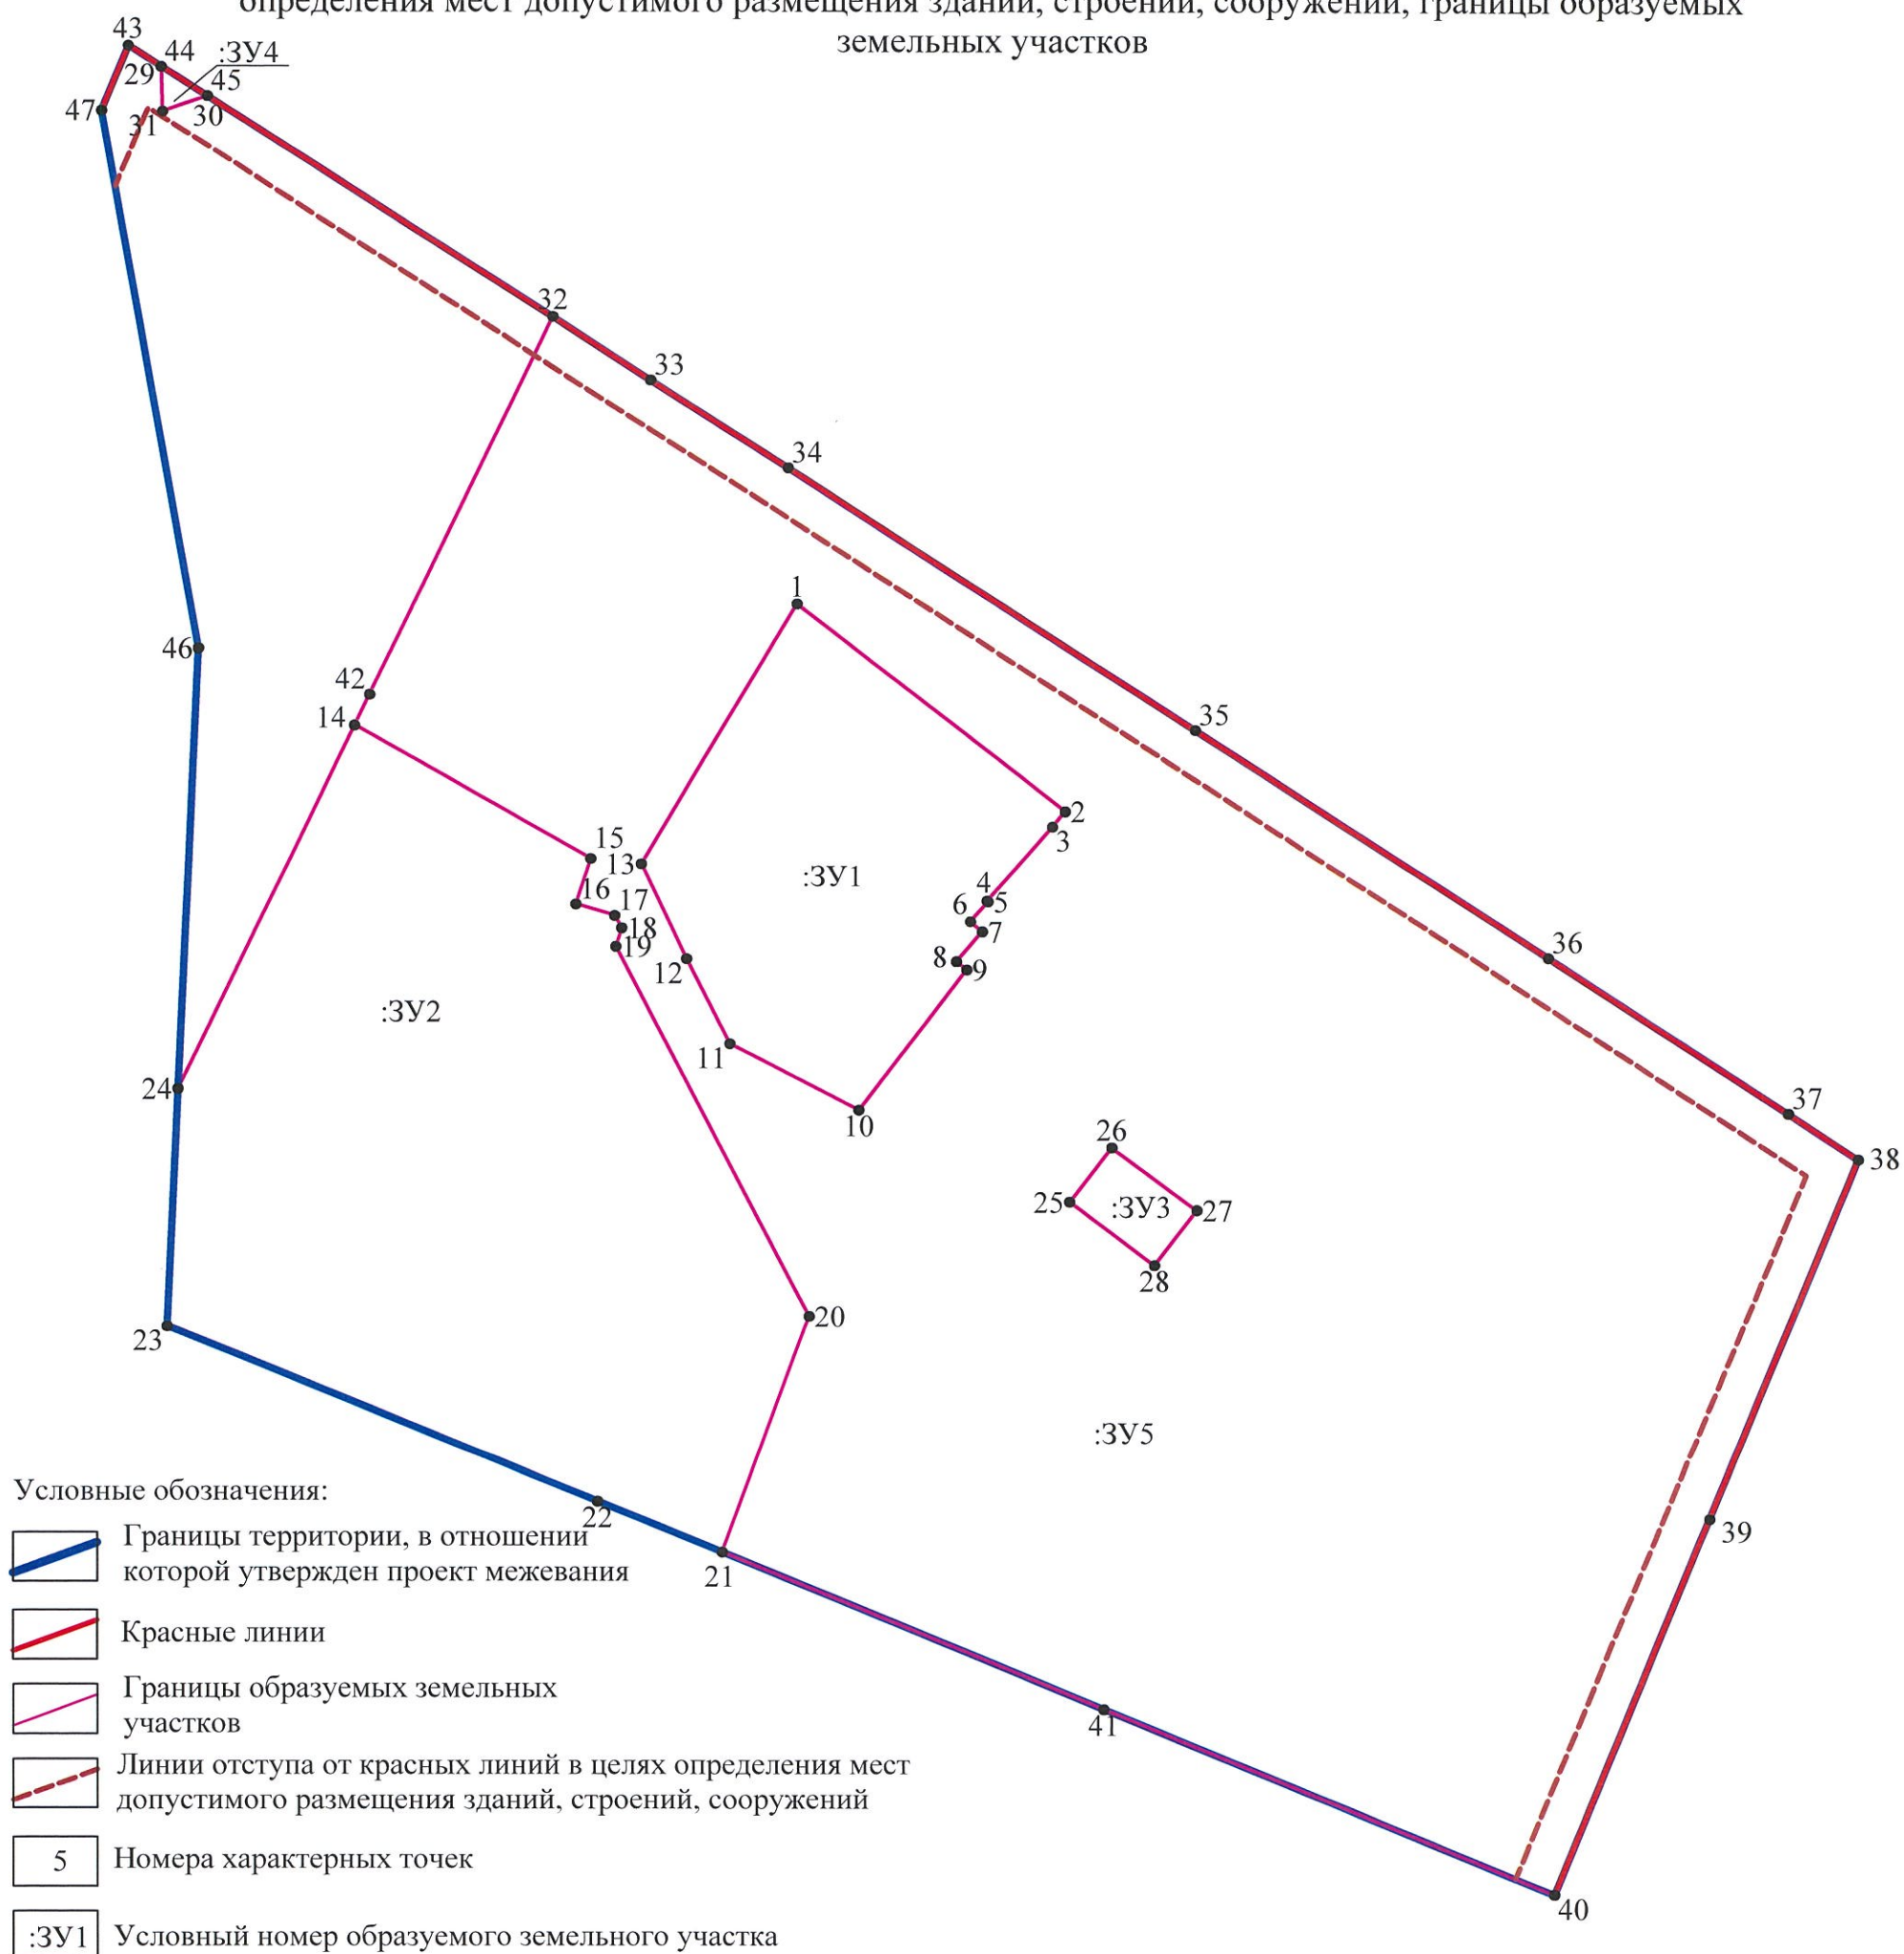 определения мест допустимого размещения зданий, строений, сооружений, границы образуемых
земельных участков
43
44
:ЗУ4
29
45
47
31
30
32
33
34
1
46
42
14
35
2
3
15
13
:ЗУ1
4
16
5
17
6
18
7
19
36
8
9
12
:ЗУ2
11
24
37
10
26
38
25
:ЗУ3
27
28
20
23
:ЗУ5
Условные обозначения:
22
39
Границы территории, в отношении
которой утвержден проект межевания
21
Красные линии
Границы образуемых земельных
участков
41
Линии отступа от красных линий в целях определения мест
допустимого размещения зданий, строений, сооружений
5
Номера характерных точек
40
:ЗУ1
Условный номер образуемого земельного участка